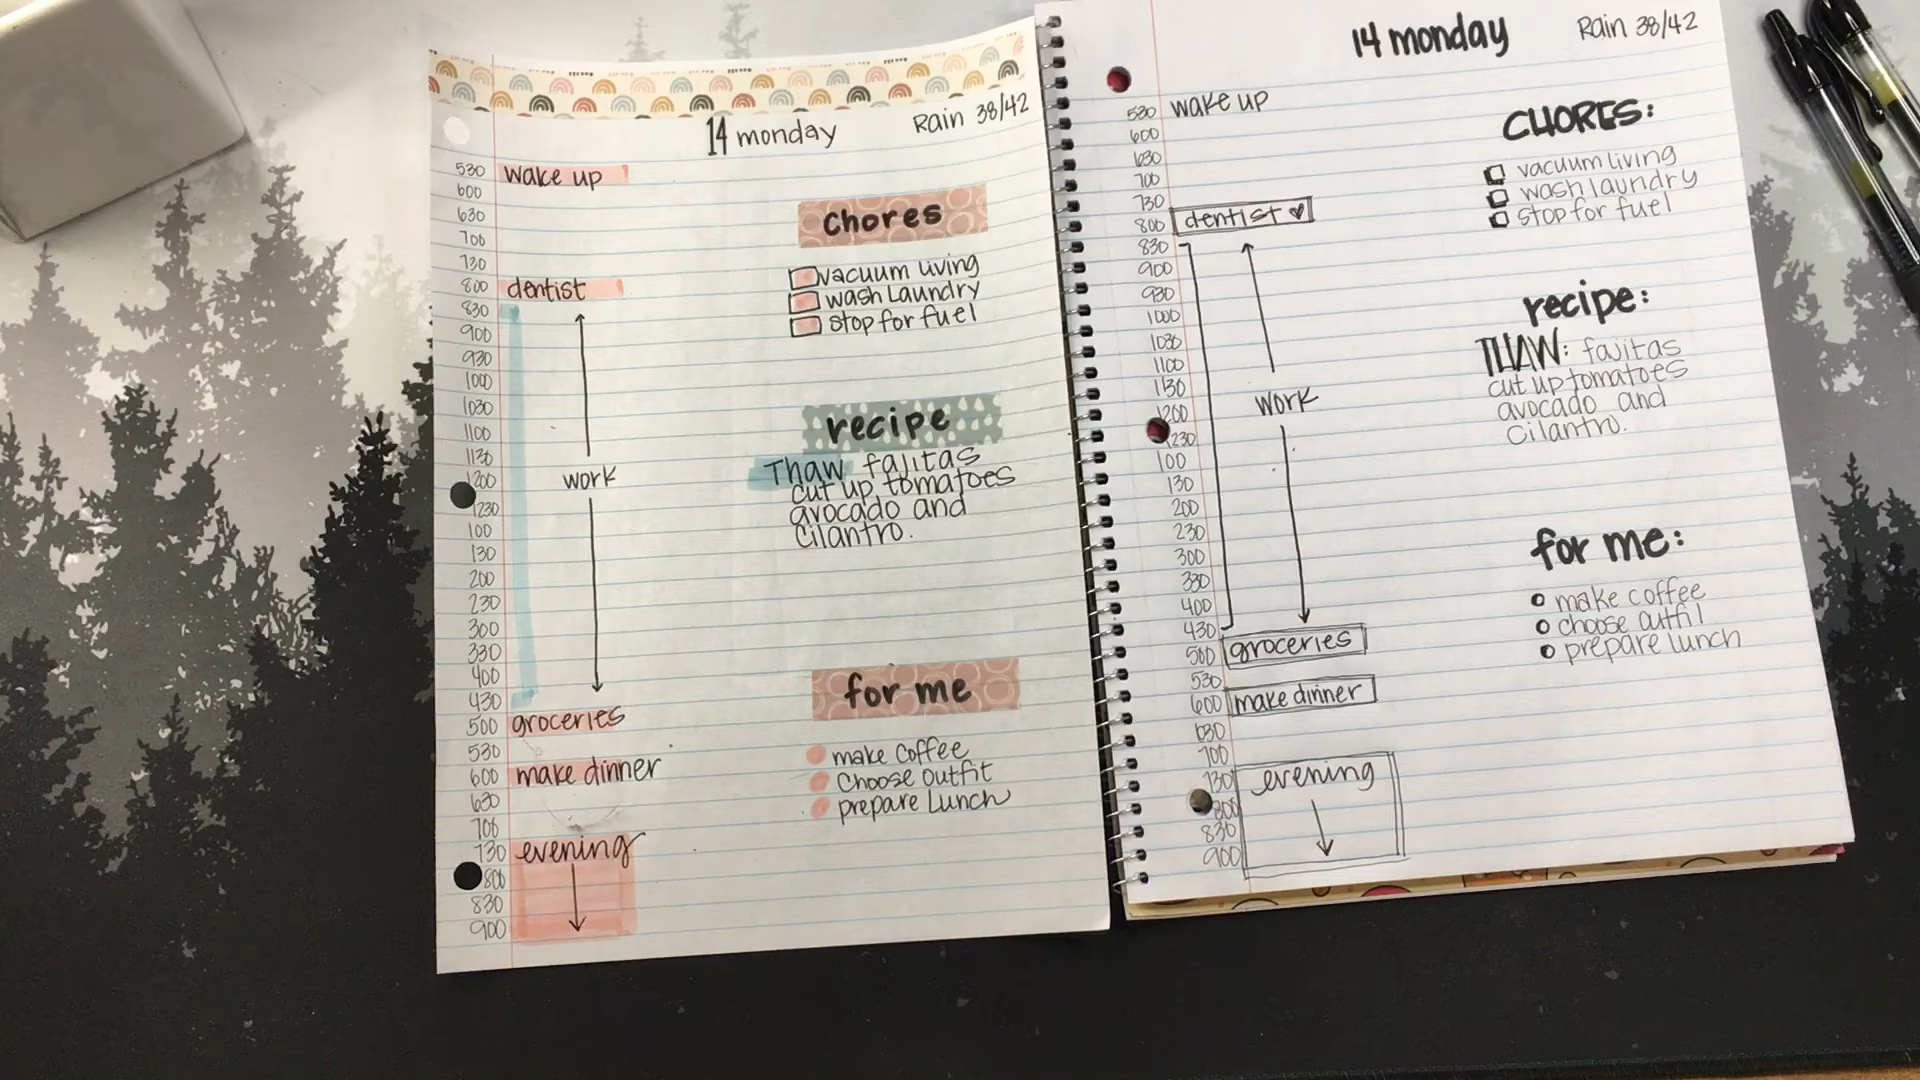 14 monday
Rain 38/42
530 wake up
600
630
700
730
800 dentist
830
900
930
1000
1030
1100
1130
1200 work
1230
100
130
200
230
300
330
400
430
500 groceries
530
600 make dinner
630
700
730 evening
800
830
900
chores
vacuum living
wash laundry
stop for fuel
recipe
Thaw fajitas
cut up tomatoes
avocado and
cilantro.
for me
make coffee
choose outfit
prepare lunch
14 monday
Rain 38/42
530 wake up
600
630
700
730
800 dentist
830
900
930
1000
1030
1100
1130
1200 work
1230
100
130
200
230
300
330
400
430
500 groceries
530
600 make dinner
630
700
730 evening
800
830
900
CHORES:
vacuum living
wash laundry
stop for fuel
recipe:
THAW: fajitas
cut up tomatoes
avocado and
cilantro.
for me:
make coffee
choose outfit
prepare lunch